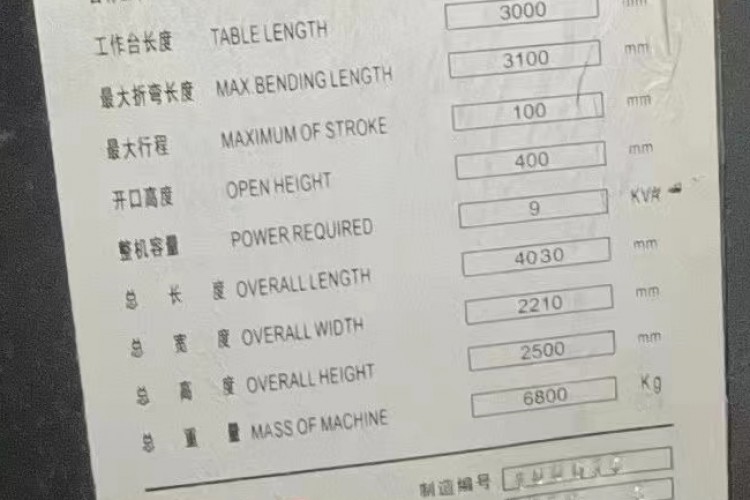 工作台长度 TABLE LENGTH 3000 mm
最大折弯长度 MAX.BENDING LENGTH 3100 mm
最大行程 MAXIMUM OF STROKE 100 mm
开口高度 OPEN HEIGHT 400 mm
整机容量 POWER REQUIRED 9 KVA
总长度 OVERALL LENGTH 4030 mm
总宽度 OVERALL WIDTH 2210 mm
总高度 OVERALL HEIGHT 2500 mm
总重量 MASS OF MACHINE 6800 Kg
制造编号